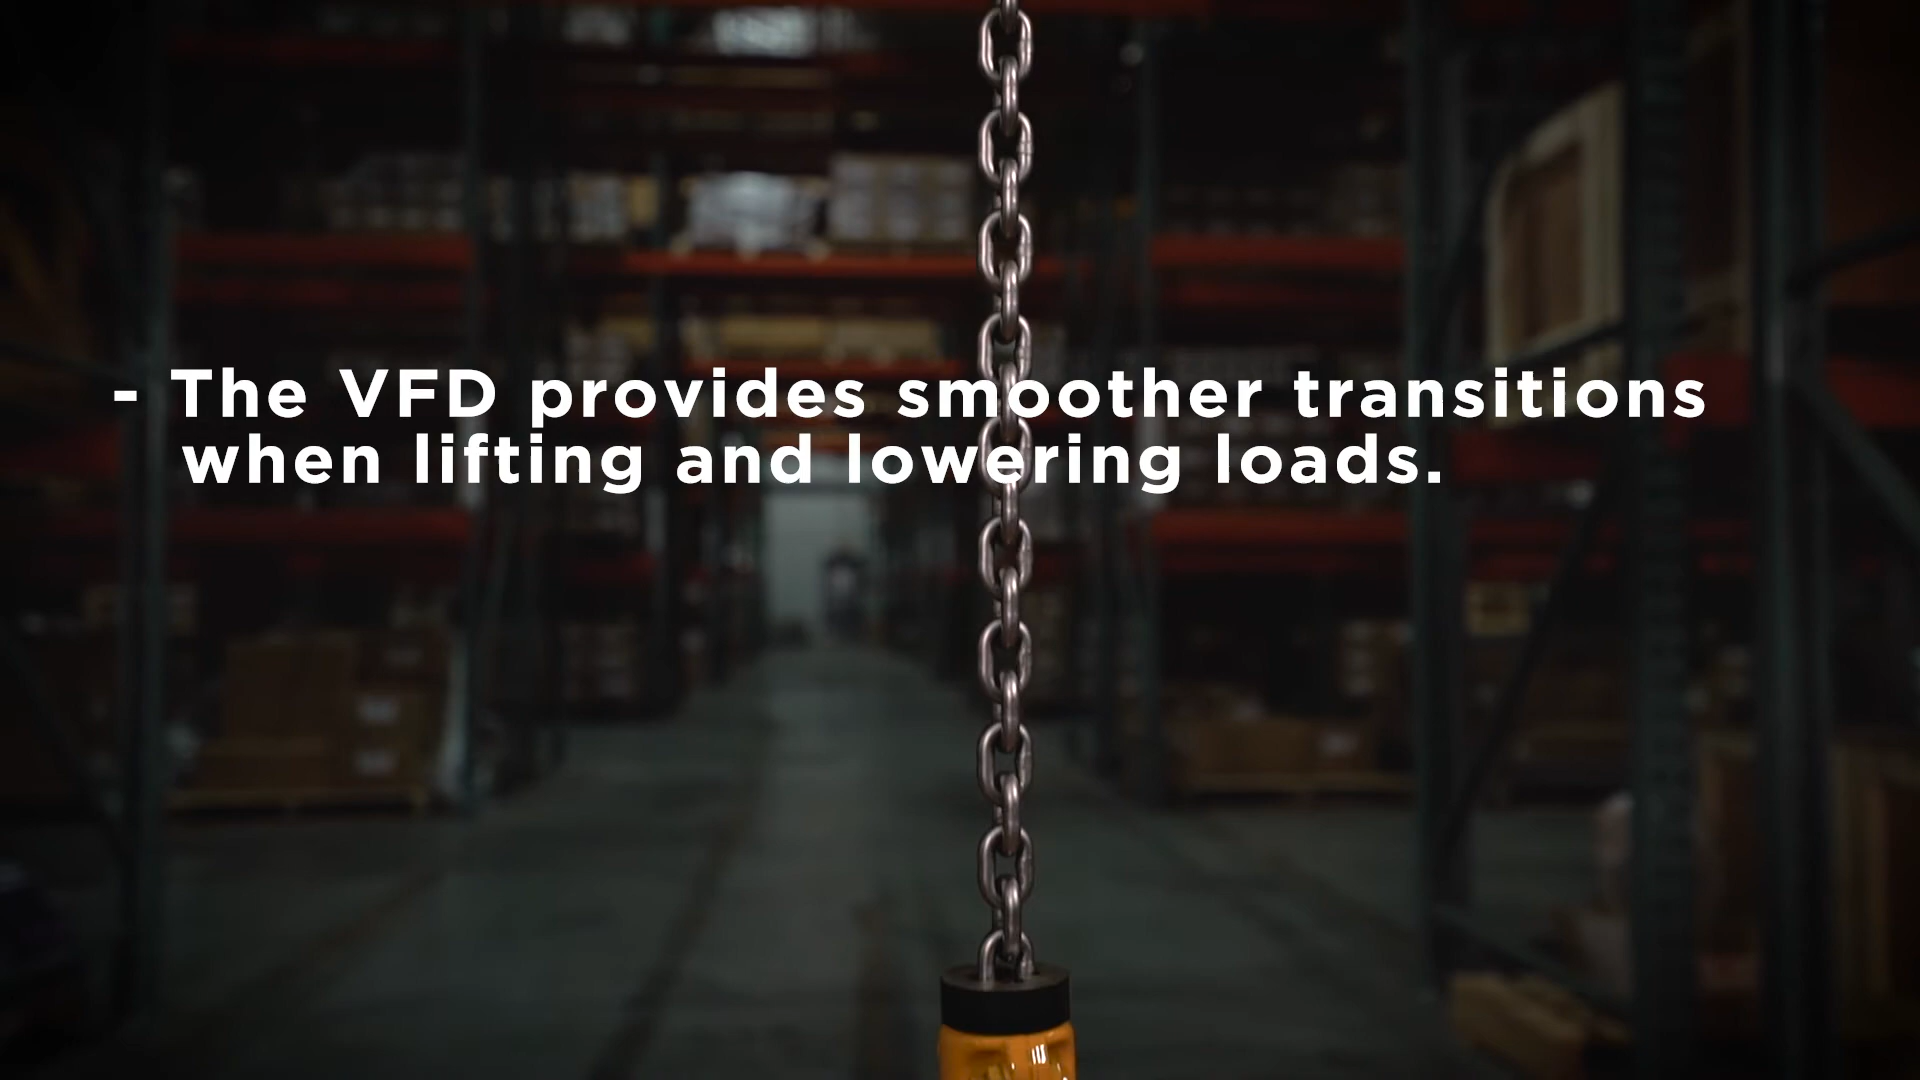 - The VFD provides smoother transitions
when lifting and lowering loads.